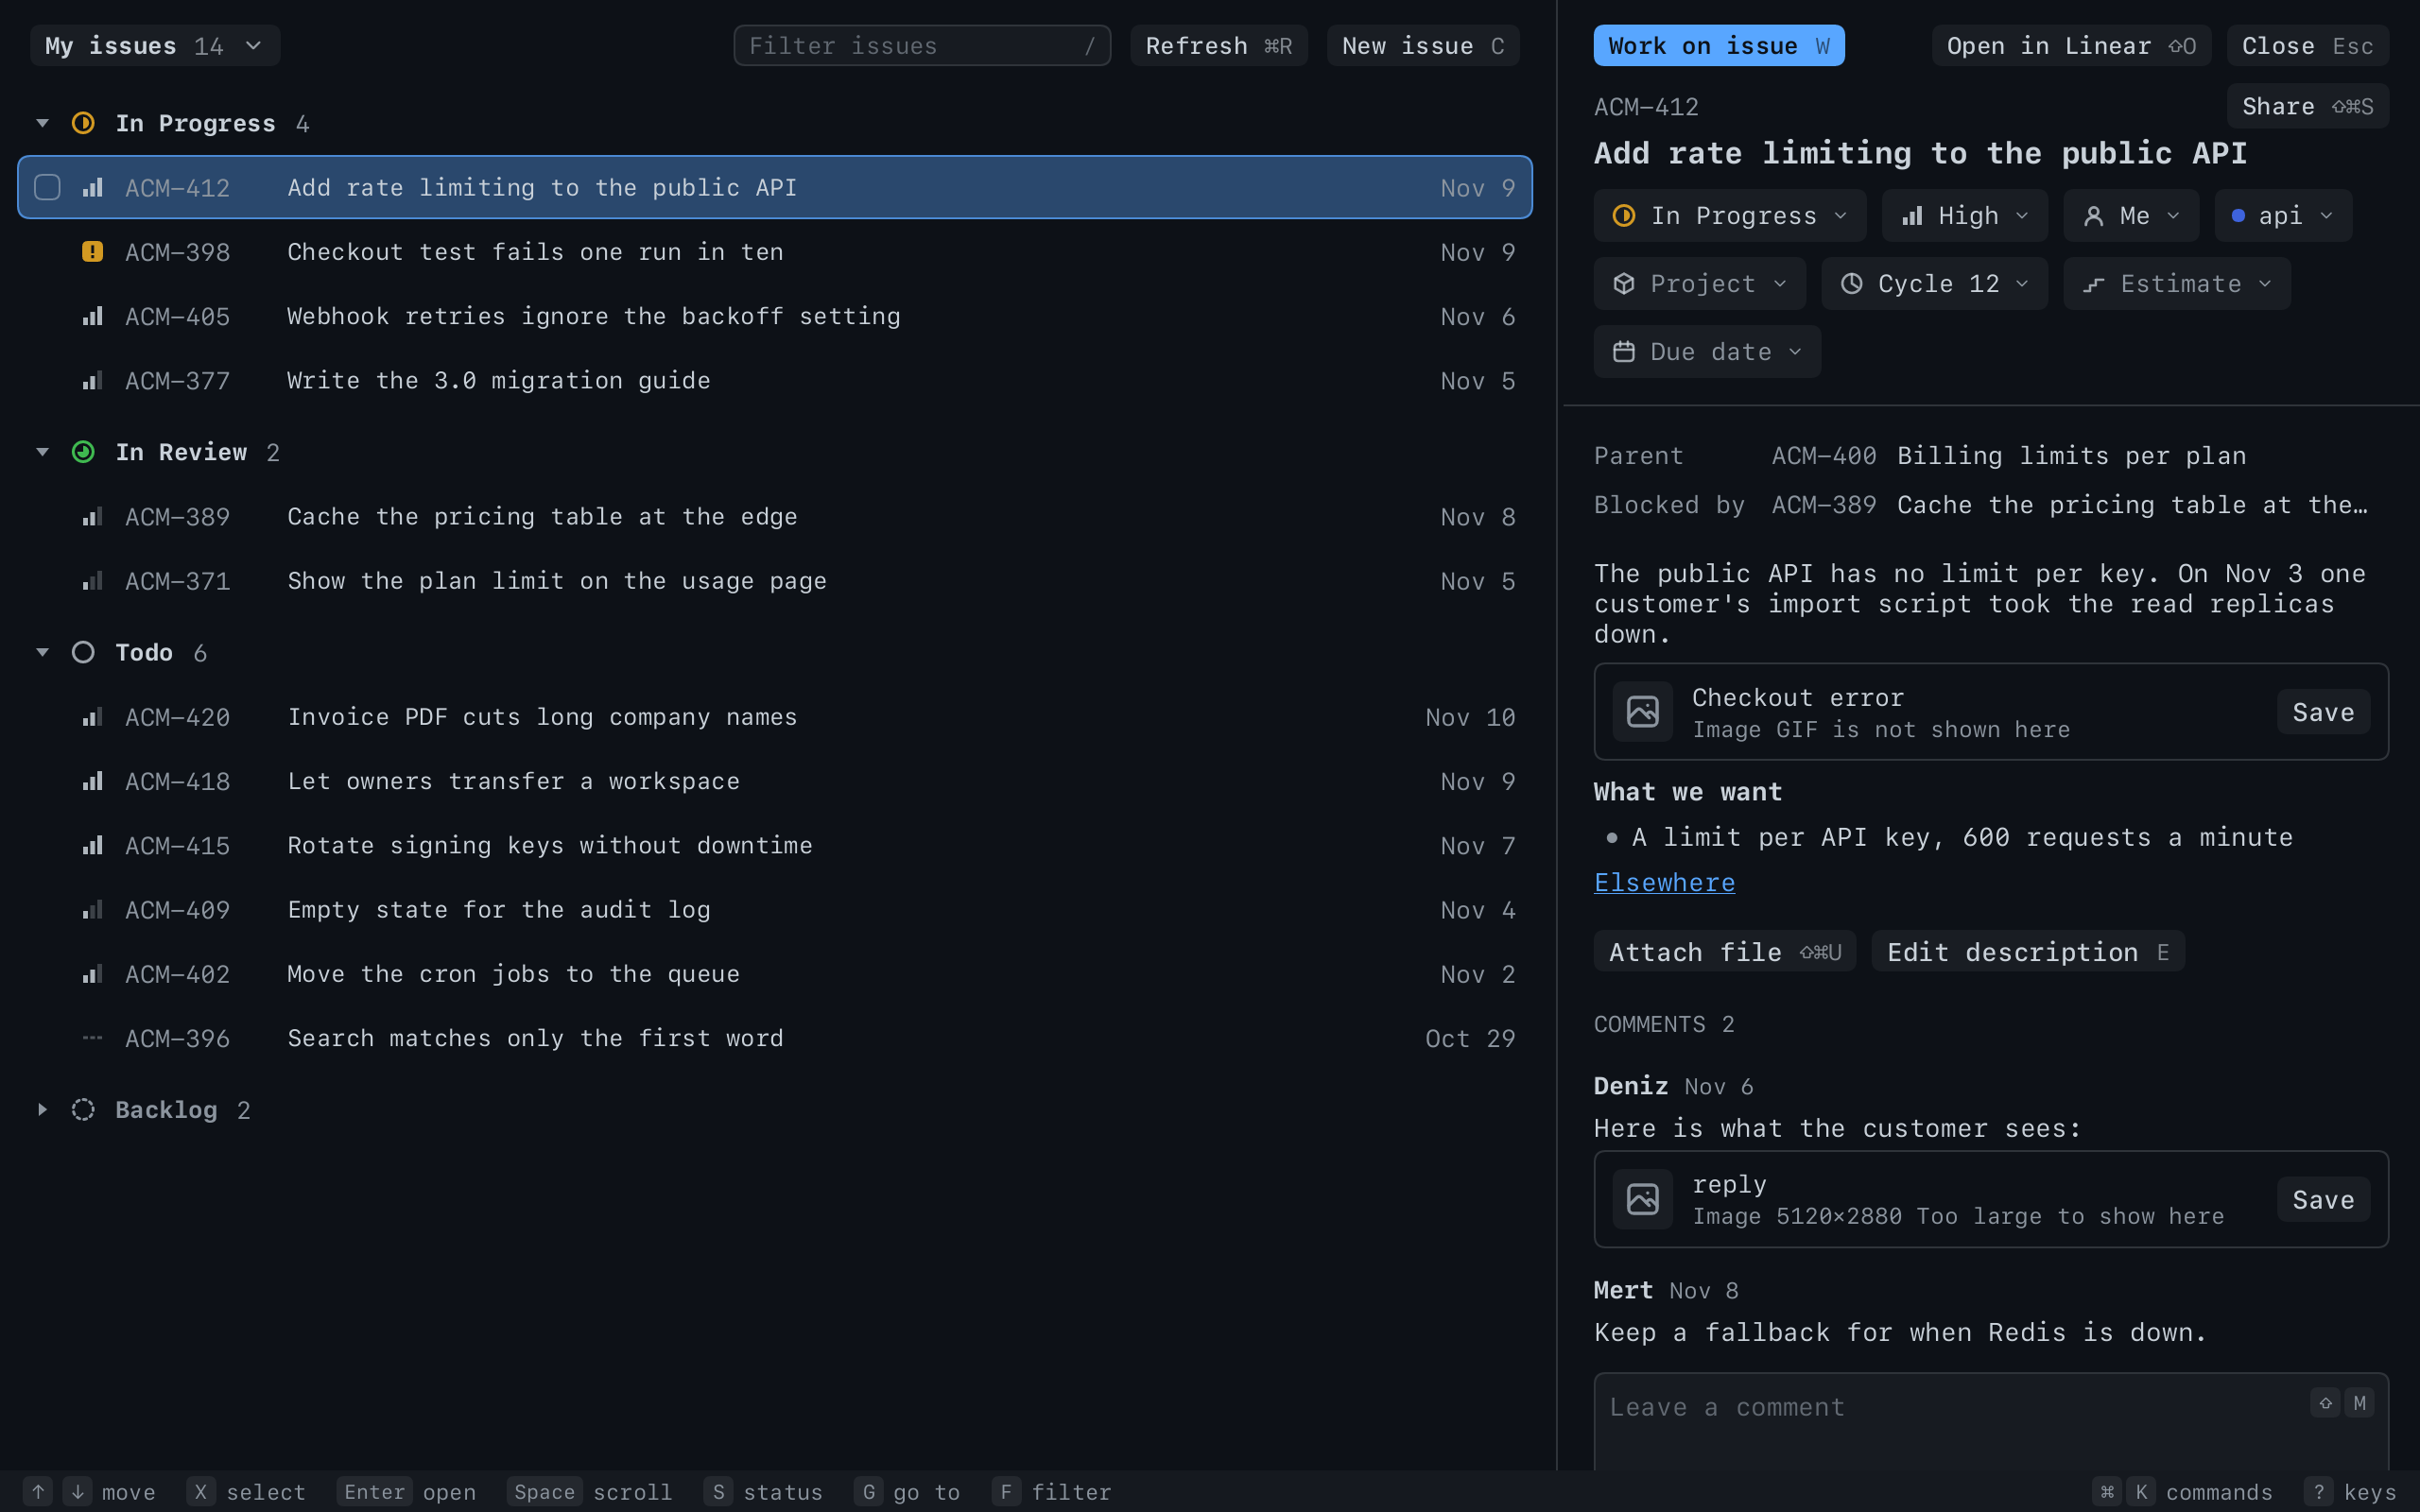 My issues 14
Filter issues /
Refresh ⌘R
New issue C
In Progress 4
ACM-412 Add rate limiting to the public API Nov 9
ACM-398 Checkout test fails one run in ten Nov 9
ACM-405 Webhook retries ignore the backoff setting Nov 6
ACM-377 Write the 3.0 migration guide Nov 5
In Review 2
ACM-389 Cache the pricing table at the edge Nov 8
ACM-371 Show the plan limit on the usage page Nov 5
Todo 6
ACM-420 Invoice PDF cuts long company names Nov 10
ACM-418 Let owners transfer a workspace Nov 9
ACM-415 Rotate signing keys without downtime Nov 7
ACM-409 Empty state for the audit log Nov 4
ACM-402 Move the cron jobs to the queue Nov 2
ACM-396 Search matches only the first word Oct 29
Backlog 2
Work on issue W
Open in Linear ⇧O
Close Esc
ACM-412
Share ⇧⌘S
Add rate limiting to the public API
In Progress
High
Me
api
Project
Cycle 12
Estimate
Due date
Parent ACM-400 Billing limits per plan
Blocked by ACM-389 Cache the pricing table at the…
The public API has no limit per key. On Nov 3 one
customer's import script took the read replicas
down.
Checkout error
Image GIF is not shown here
Save
What we want
• A limit per API key, 600 requests a minute
Elsewhere
Attach file ⇧⌘U
Edit description E
COMMENTS 2
Deniz Nov 6
Here is what the customer sees:
reply
Image 5120×2880 Too large to show here
Save
Mert Nov 8
Keep a fallback for when Redis is down.
Leave a comment ⇧ M
↑ ↓ move X select Enter open Space scroll S status G go to F filter ⌘ K commands ? keys